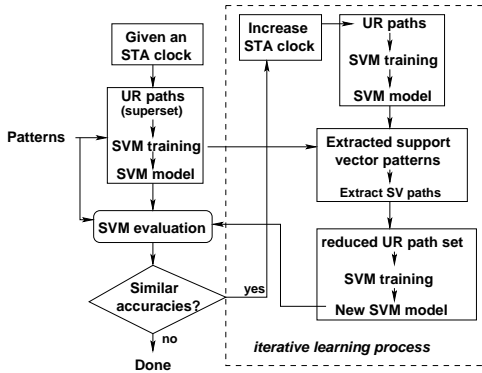 Given an
STA clock
UR paths
(superset)
SVM training
SVM model
Patterns
SVM evaluation
Similar
accuracies?
yes
no
Done
Increase
STA clock
UR paths
SVM training
SVM model
Extracted support
vector patterns
Extract SV paths
reduced UR path set
SVM training
New SVM model
iterative learning process